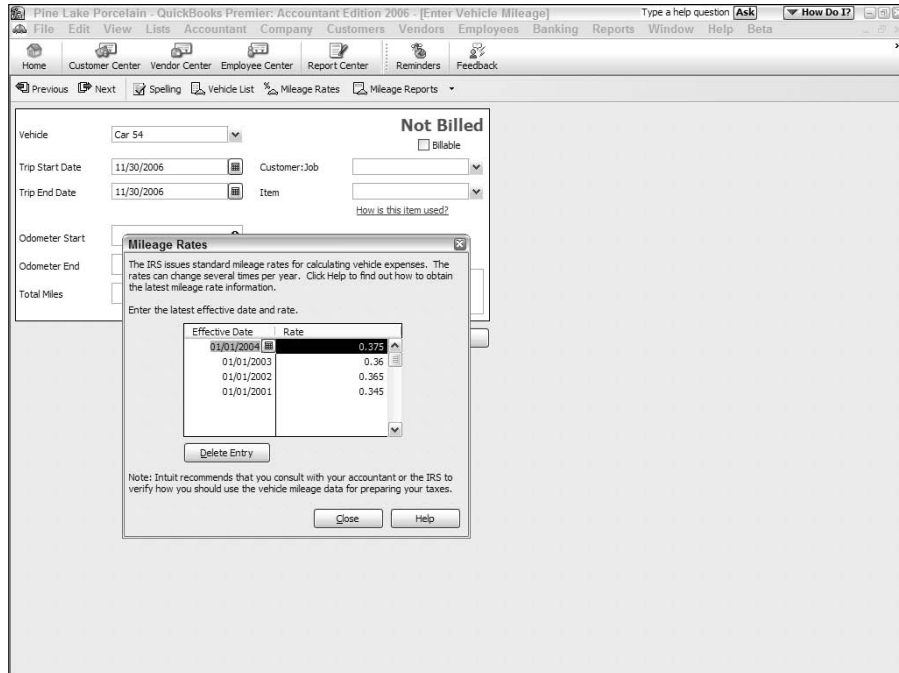 Pine Lake Porcelain - QuickBooks Premier: Accountant Edition 2006 - [Enter Vehicle Mileage] Type a help question Ask How Do I?
File Edit View Lists Accountant Company Customers Vendors Employees Banking Reports Window Help Beta
Home Customer Center Vendor Center Employee Center Report Center Reminders Feedback
Previous Next Spelling Vehicle List Mileage Rates Mileage Reports
Not Billed
Vehicle Car 54
Billable
Trip Start Date 11/30/2006 Customer:Job
Trip End Date 11/30/2006 Item
How is this item used?
Odometer Start
Odometer End
Total Miles
Mileage Rates
The IRS issues standard mileage rates for calculating vehicle expenses. The
rates can change several times per year. Click Help to find out how to obtain
the latest mileage rate information.
Enter the latest effective date and rate.
Effective Date Rate
01/01/2004 0.375
01/01/2003 0.36
01/01/2002 0.365
01/01/2001 0.345
Delete Entry
Note: Intuit recommends that you consult with your accountant or the IRS to
verify how you should use the vehicle mileage data for preparing your taxes.
Close Help